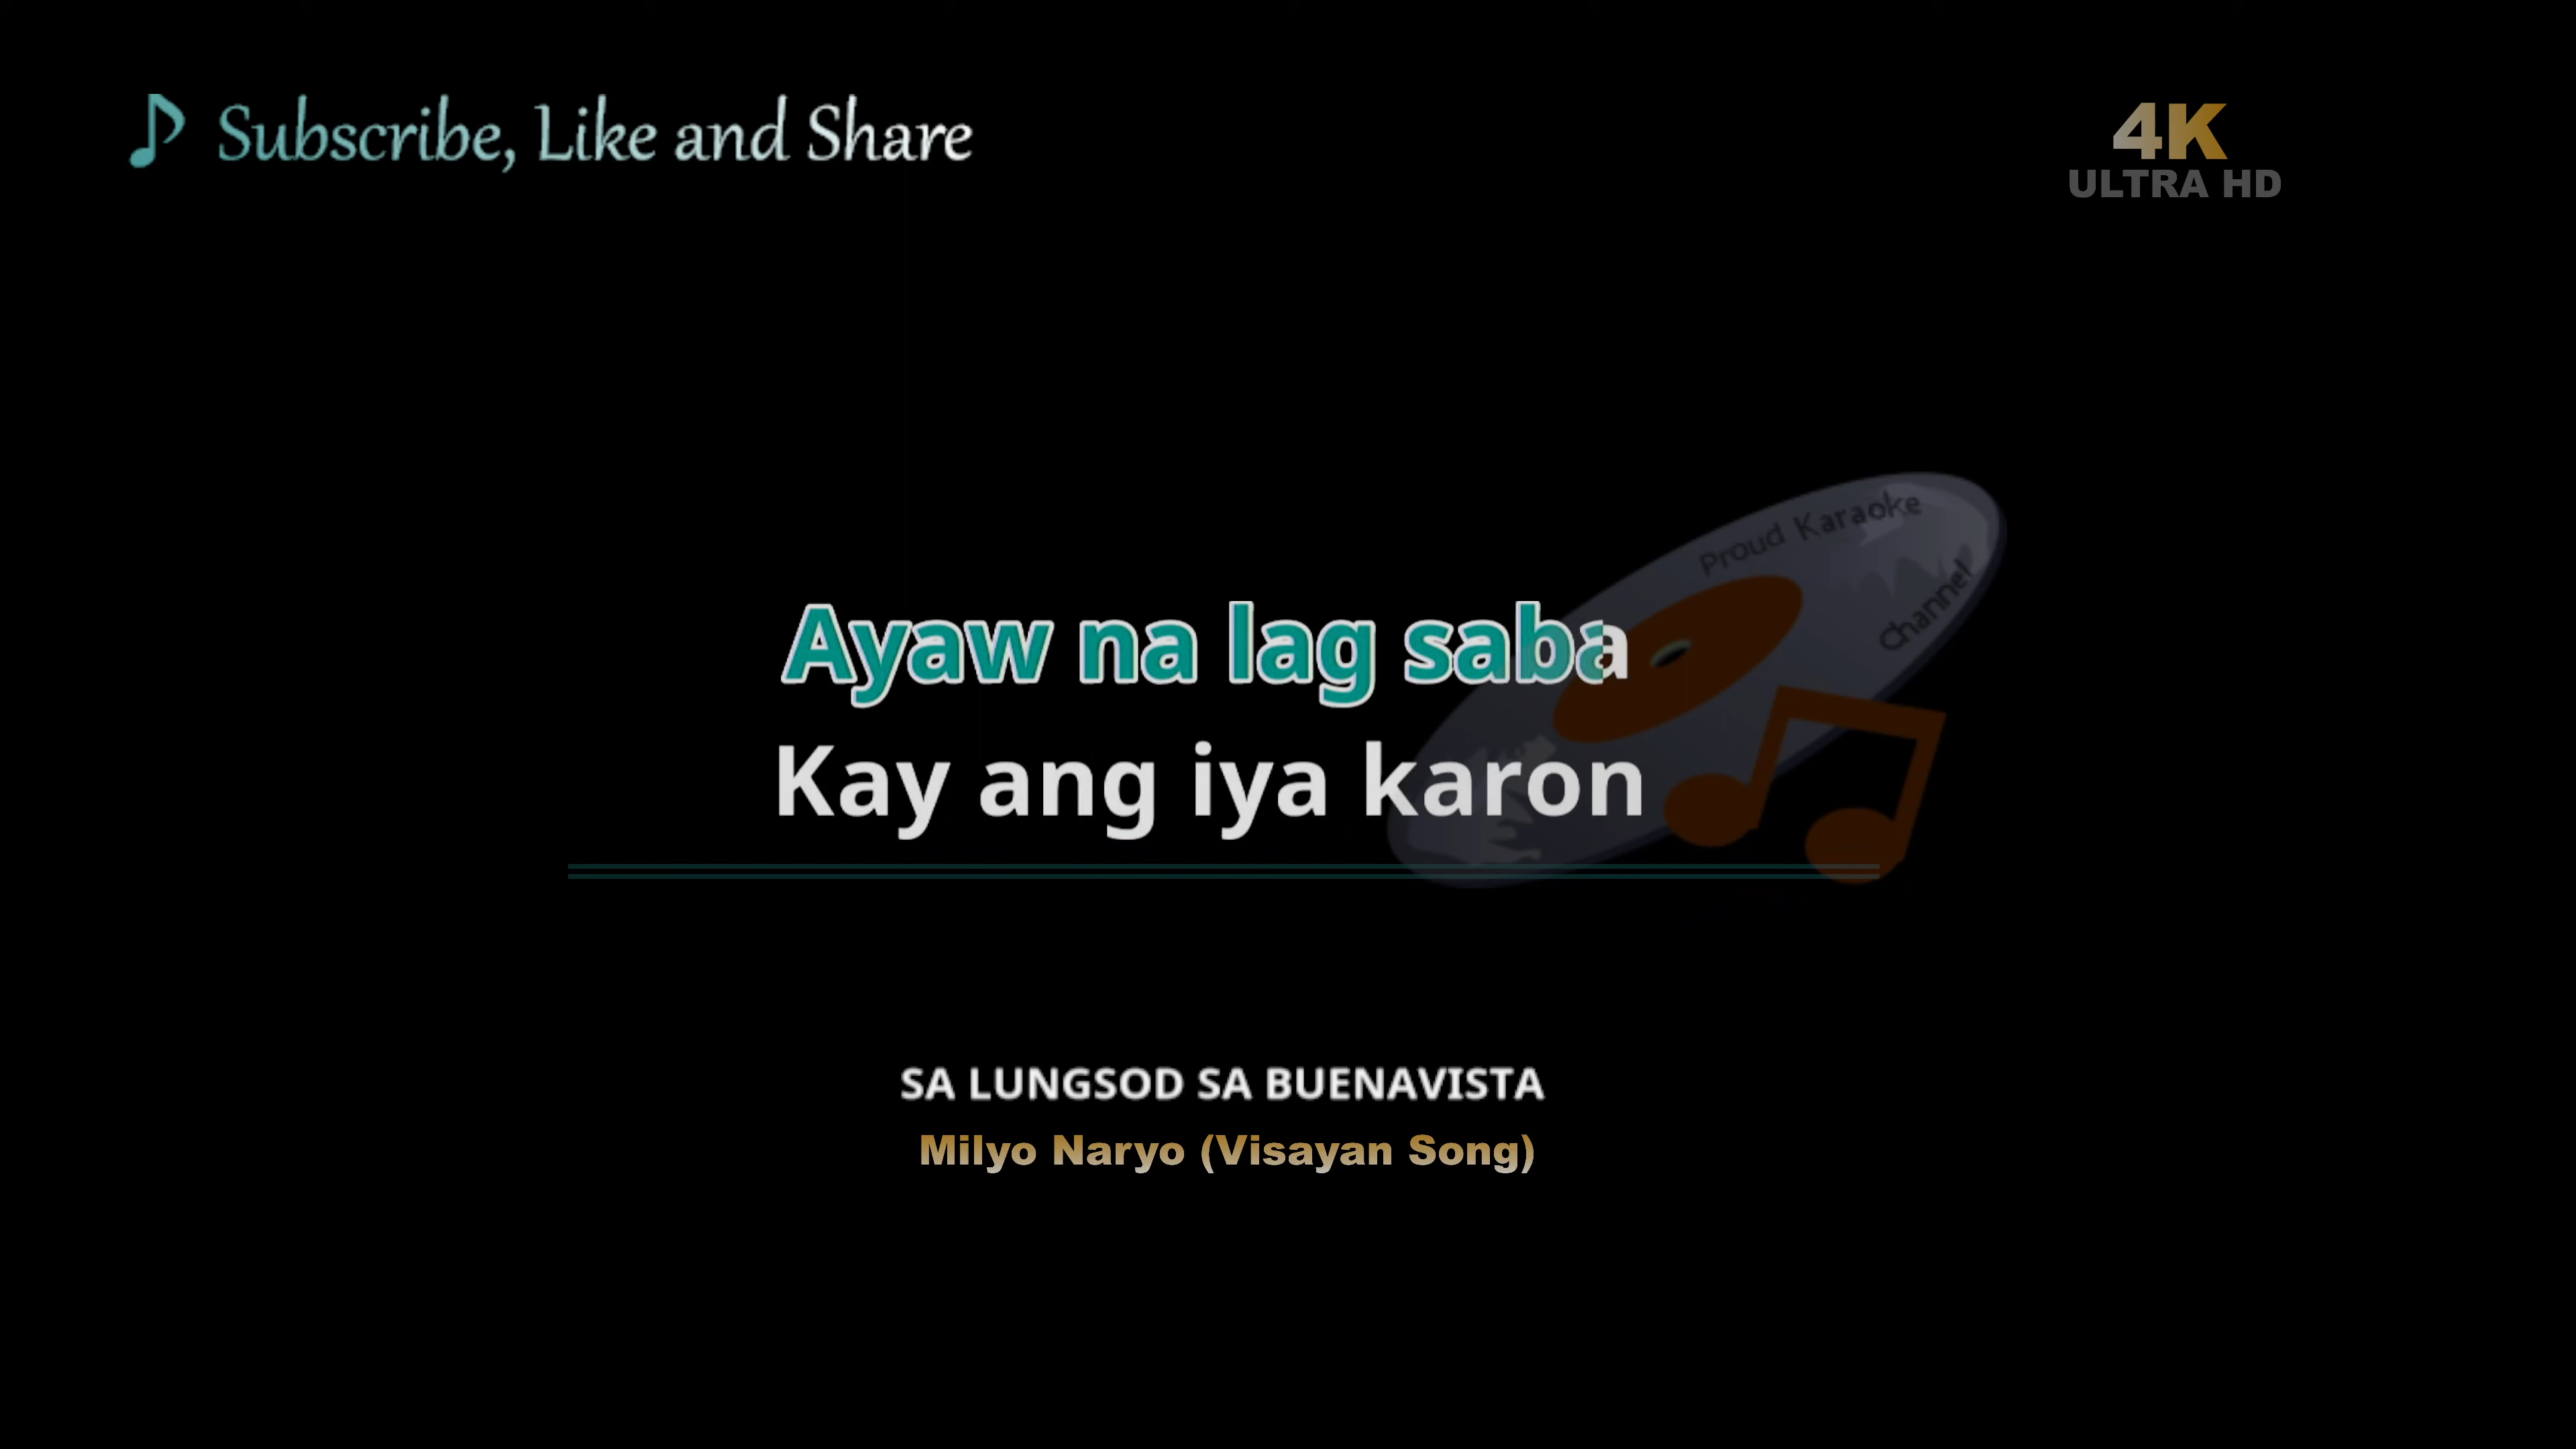 Subscribe, Like and Share
4K
ULTRA HD
Proud Karaoke
channel
Ayaw na lag saba
Kay ang iya karon
SA LUNGSOD SA BUENAVISTA
Milyo Naryo (Visayan Song)